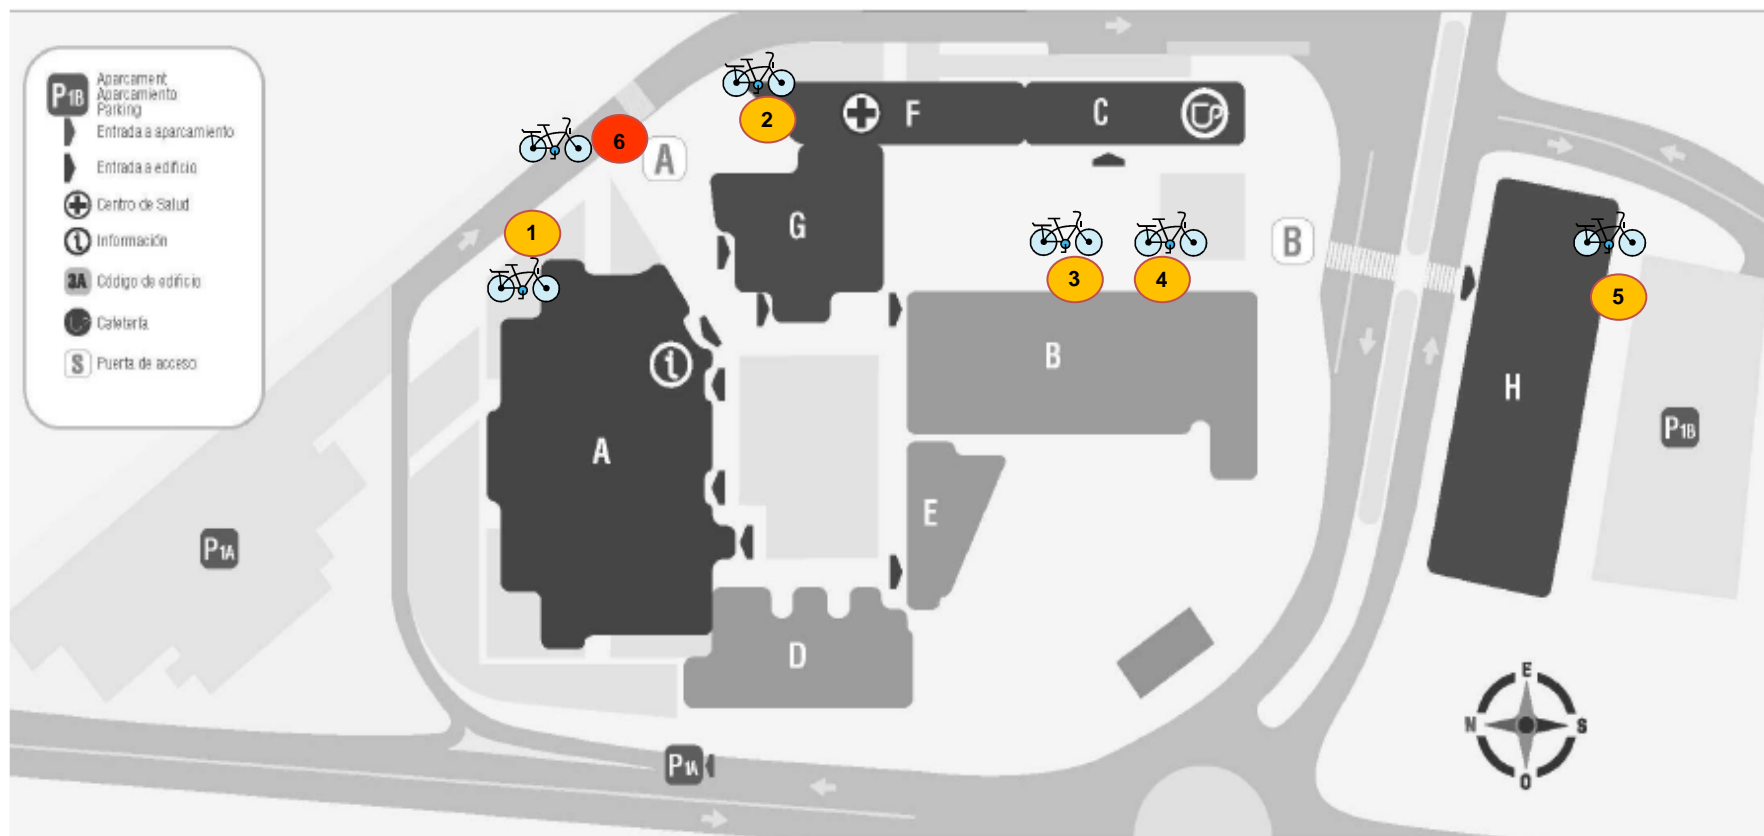 P1B
Aparcament
Aparcamiento
Parking
Entrada a aparcamiento
Entrada a edificio
Centro de Salud
i Información
3A Código de edificio
Cafetería
S Puerta de acceso
2
F
C
6
A
1
G
3
4
B
5
i
B
H
A
P1B
E
P1A
D
E
N
S
O
P1A